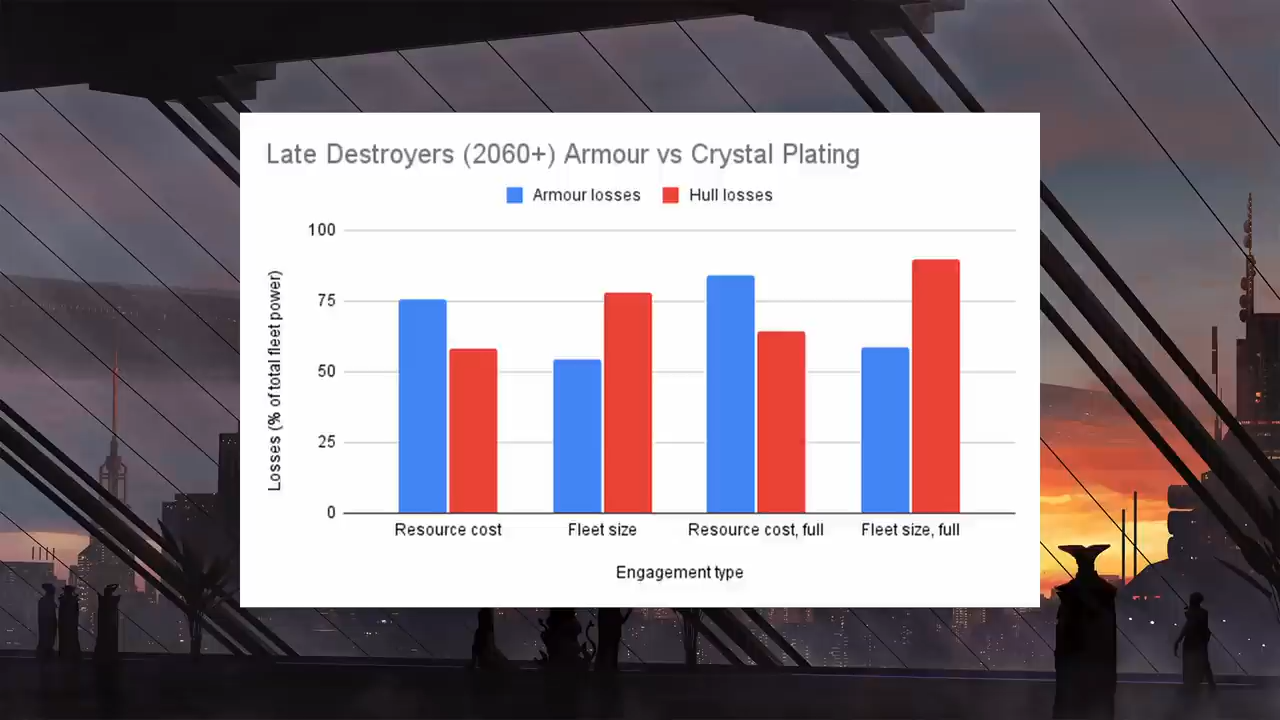 Late Destroyers (2060+) Armour vs Crystal Plating
Armour losses Hull losses
Losses (% of total fleet power)
100
75
50
25
0
Resource cost Fleet size Resource cost, full Fleet size, full
Engagement type